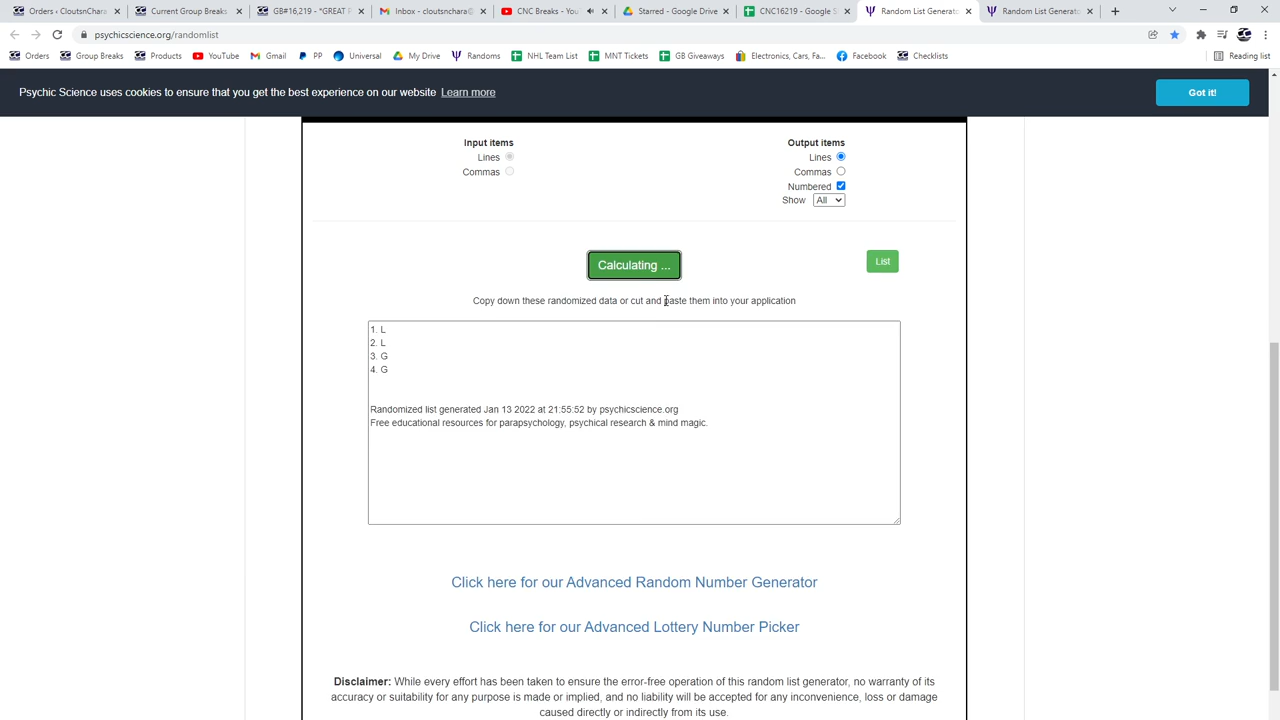 Orders ‹ CloutsnChara
Current Group Breaks
GB#16,219 - *GREAT P
Inbox - cloutsnchara@
CNC Breaks - You
Starred - Google Drive
CNC16219 - Google S
Random List Generato
Random List Generato
psychicscience.org/randomlist
Orders
Group Breaks
Products
YouTube
Gmail
PP
Universal
My Drive
Randoms
NHL Team List
MNT Tickets
GB Giveaways
Electronics, Cars, Fa...
Facebook
Checklists
Reading list
Psychic Science uses cookies to ensure that you get the best experience on our website Learn more
Got it!
Input items
Lines
Commas
Output items
Lines
Commas
Numbered
Show All
Calculating ...
List
Copy down these randomized data or cut and paste them into your application
1. L
2. L
3. G
4. G
Randomized list generated Jan 13 2022 at 21:55:52 by psychicscience.org
Free educational resources for parapsychology, psychical research & mind magic.
Click here for our Advanced Random Number Generator
Click here for our Advanced Lottery Number Picker
Disclaimer: While every effort has been taken to ensure the error-free operation of this random list generator, no warranty of its
accuracy or suitability for any purpose is made or implied, and no liability will be accepted for any inconvenience, loss or damage
caused directly or indirectly from its use.